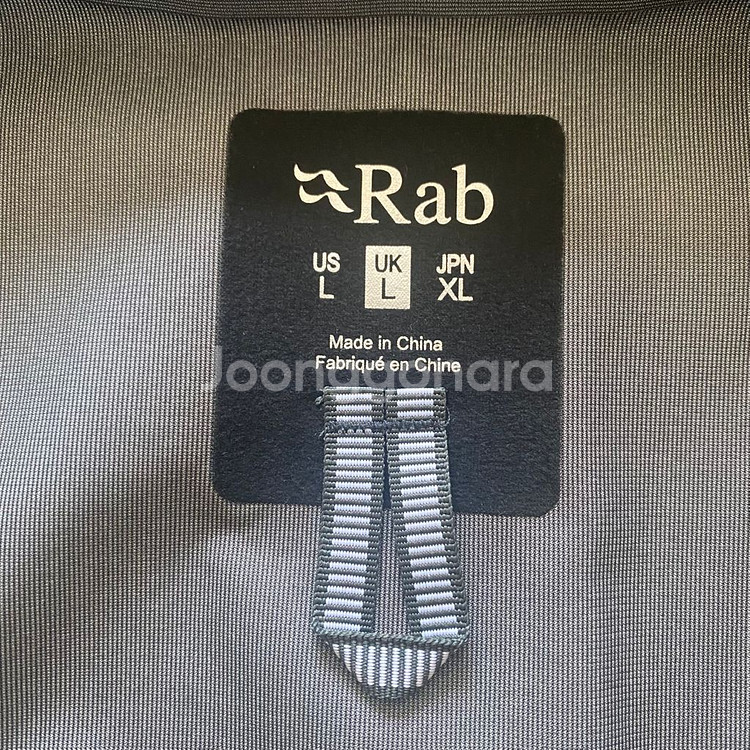 Rab
US UK JPN
L L XL
Made in China
Fabriqué en Chine
Joonggonara